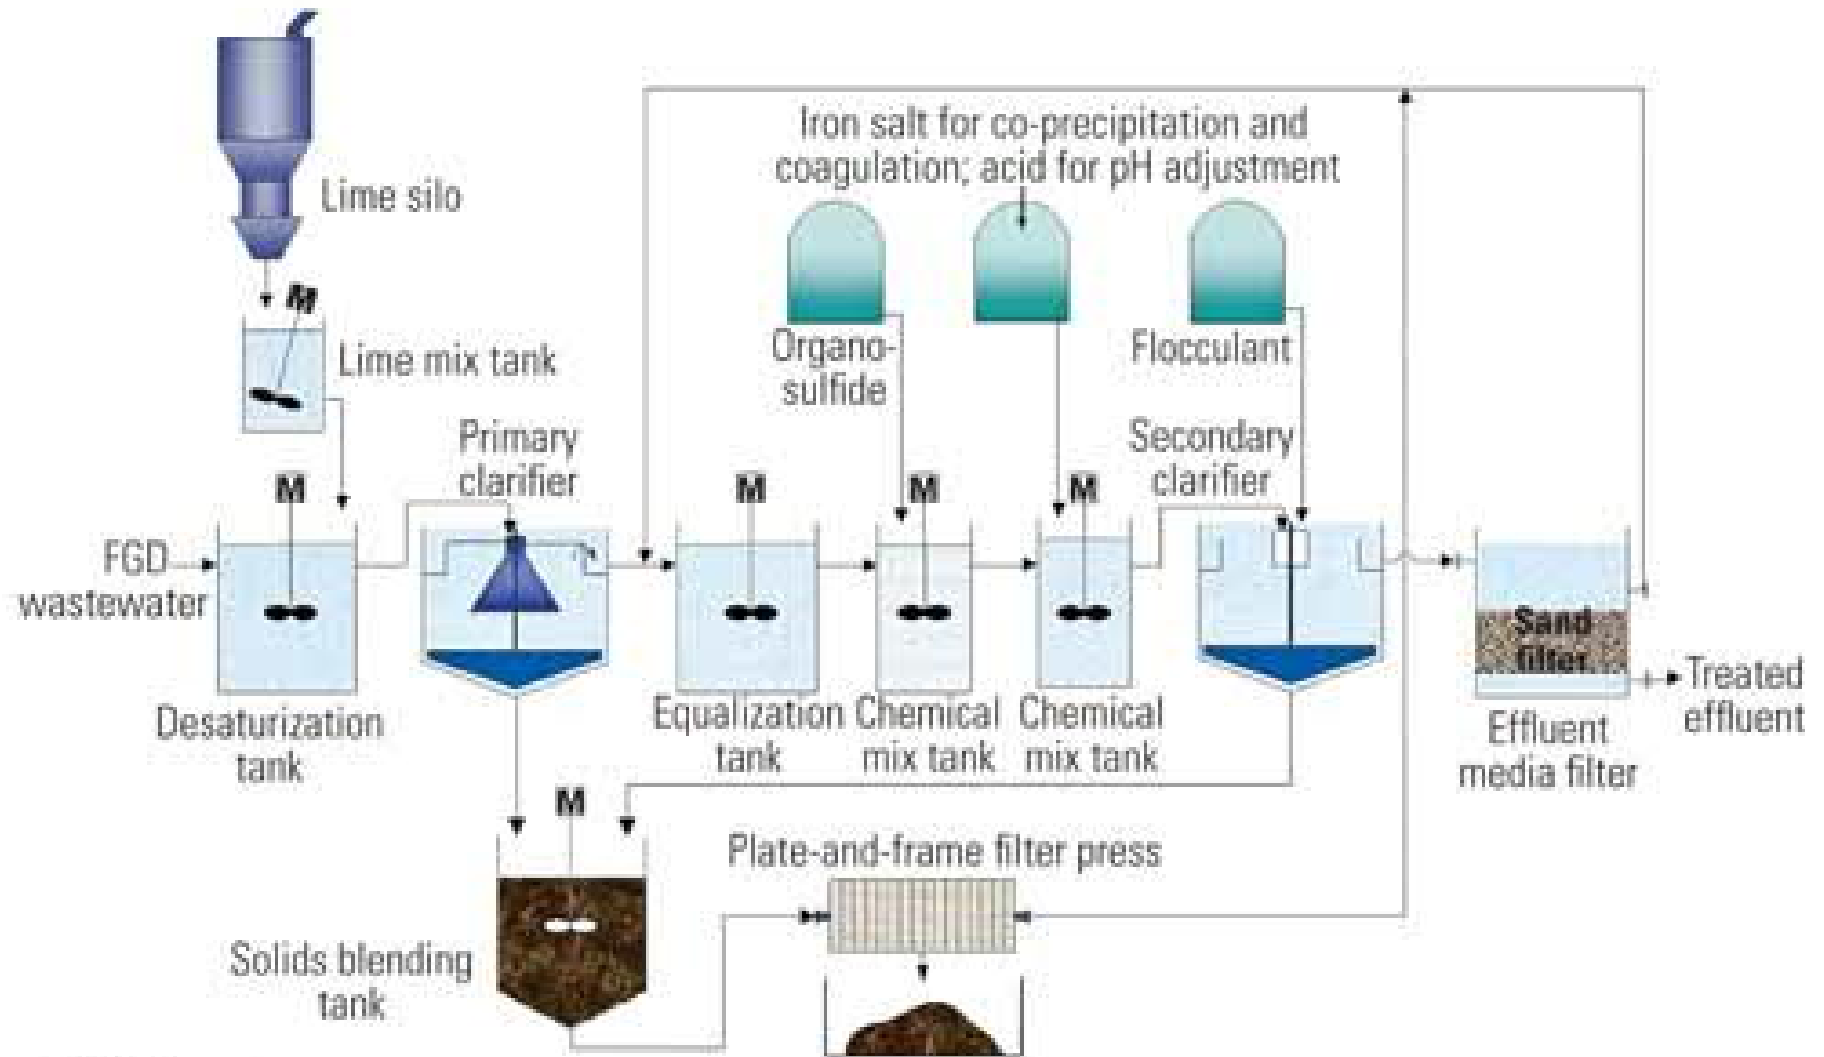 Iron salt for co-precipitation and
coagulation; acid for pH adjustment
Lime silo
M
Lime mix tank
Organo-
sulfide
Flocculant
Primary
clarifier
Secondary
clarifier
M
M
M
M
FGD
wastewater
Sand
filter
Treated
effluent
Desaturization
tank
Equalization
tank
Chemical
mix tank
Chemical
mix tank
Effluent
media filter
M
Plate-and-frame filter press
Solids blending
tank